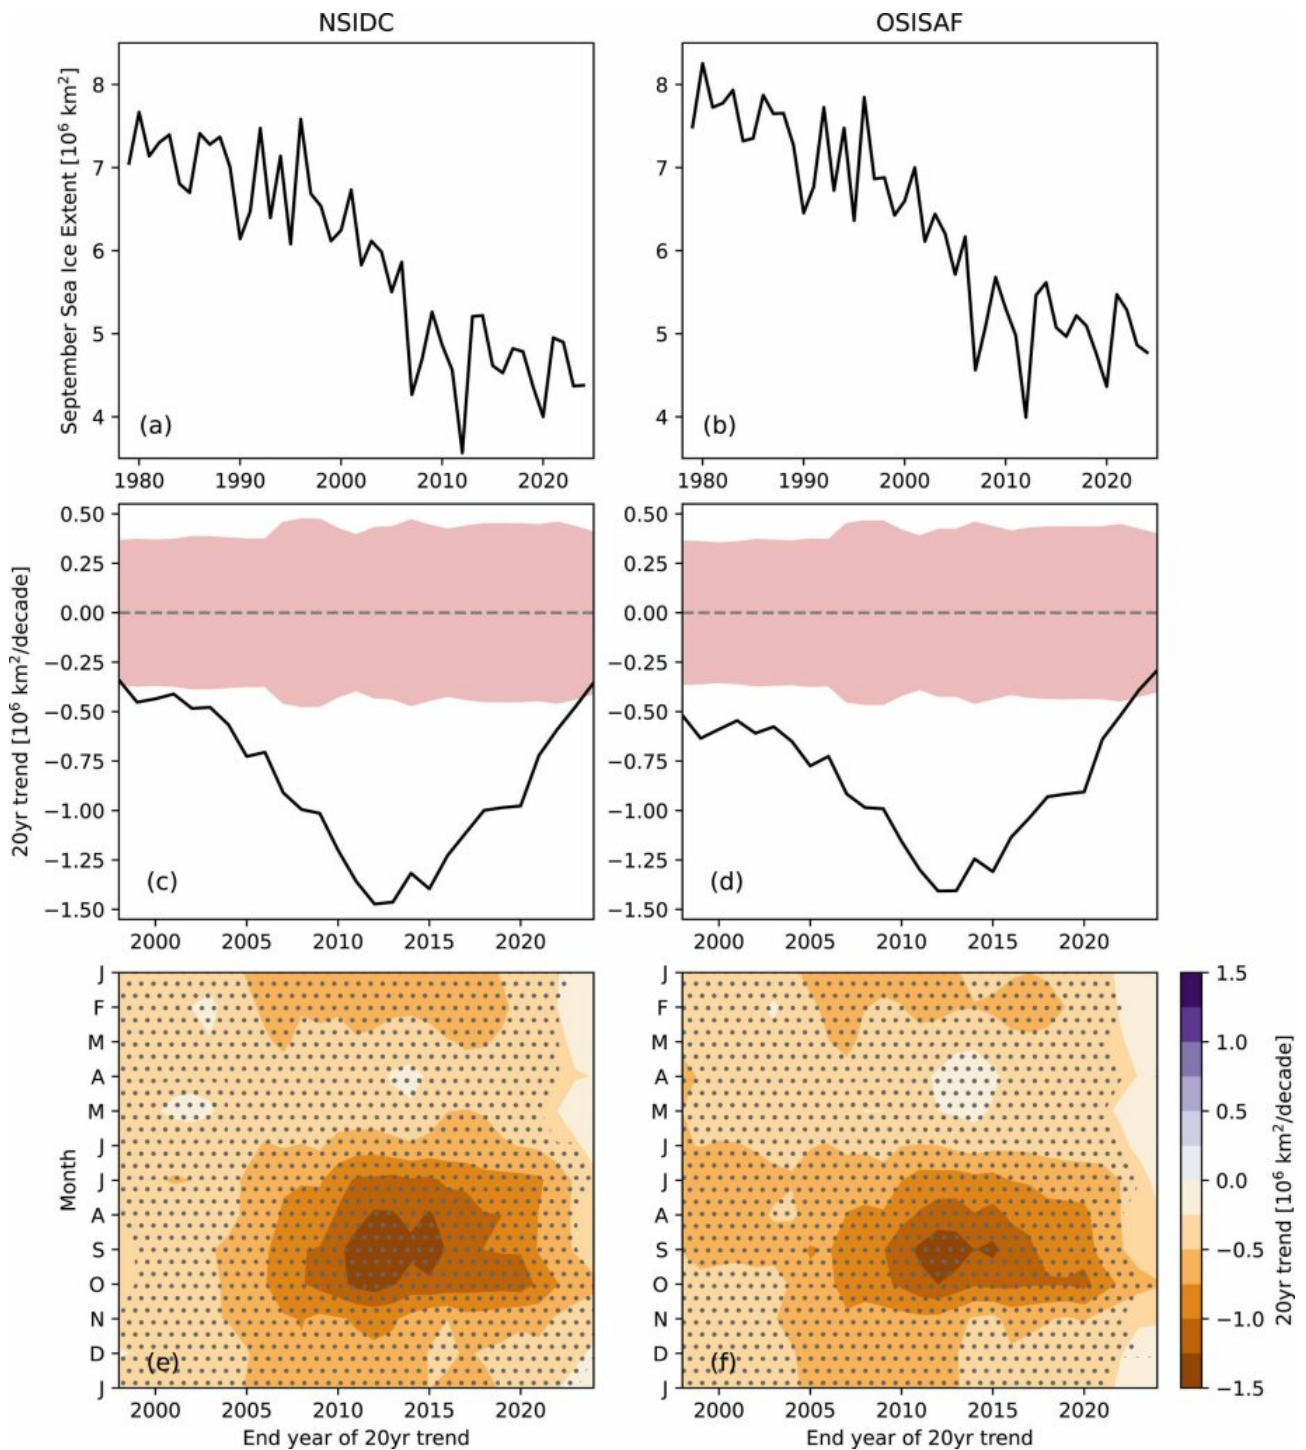 NSIDC
OSISAF
September Sea Ice Extent [10⁶ km²]
8
7
6
5
4
(a)
1980 1990 2000 2010 2020
8
7
6
5
4
(b)
1980 1990 2000 2010 2020
20yr trend [10⁶ km²/decade]
0.50
0.25
0.00
−0.25
−0.50
−0.75
−1.00
−1.25
−1.50
(c)
2000 2005 2010 2015 2020
0.50
0.25
0.00
−0.25
−0.50
−0.75
−1.00
−1.25
−1.50
(d)
2000 2005 2010 2015 2020
Month
J
F
M
A
M
J
J
A
S
O
N
D
J
(e)
2000 2005 2010 2015 2020
End year of 20yr trend
J
F
M
A
M
J
J
A
S
O
N
D
J
(f)
2000 2005 2010 2015 2020
End year of 20yr trend
1.5
1.0
0.5
0.0
−0.5
−1.0
−1.5
20yr trend [10⁶ km²/decade]